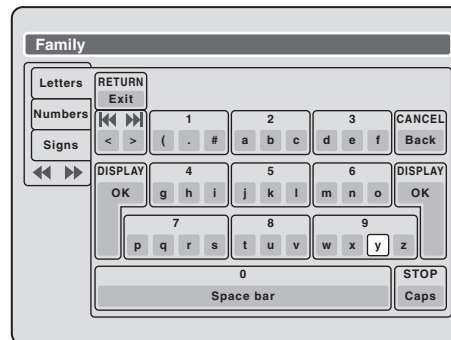 Family
Letters
Numbers
Signs
RETURN
Exit
< >
1
( . #
2
a b c
3
d e f
CANCEL
Back
DISPLAY
OK
4
g h i
5
j k l
6
m n o
DISPLAY
OK
7
p q r s
8
t u v
9
w x y z
0
Space bar
STOP
Caps